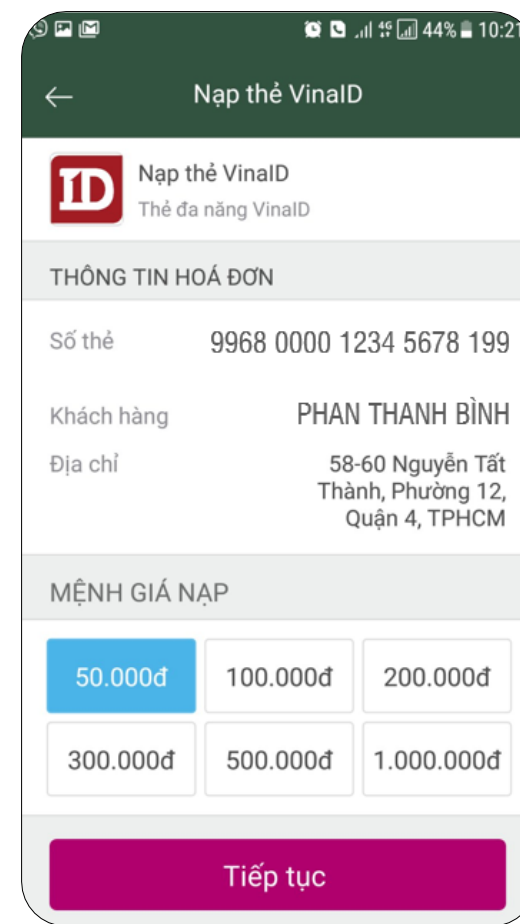 4G 44% 10:21
Nạp thẻ VinaID
ID
Nạp thẻ VinaID
Thẻ đa năng VinaID
THÔNG TIN HOÁ ĐƠN
Số thẻ 9968 0000 1234 5678 199
Khách hàng PHAN THANH BÌNH
Địa chỉ 58-60 Nguyễn Tất
Thành, Phường 12,
Quận 4, TPHCM
MỆNH GIÁ NẠP
50.000đ 100.000đ 200.000đ
300.000đ 500.000đ 1.000.000đ
Tiếp tục